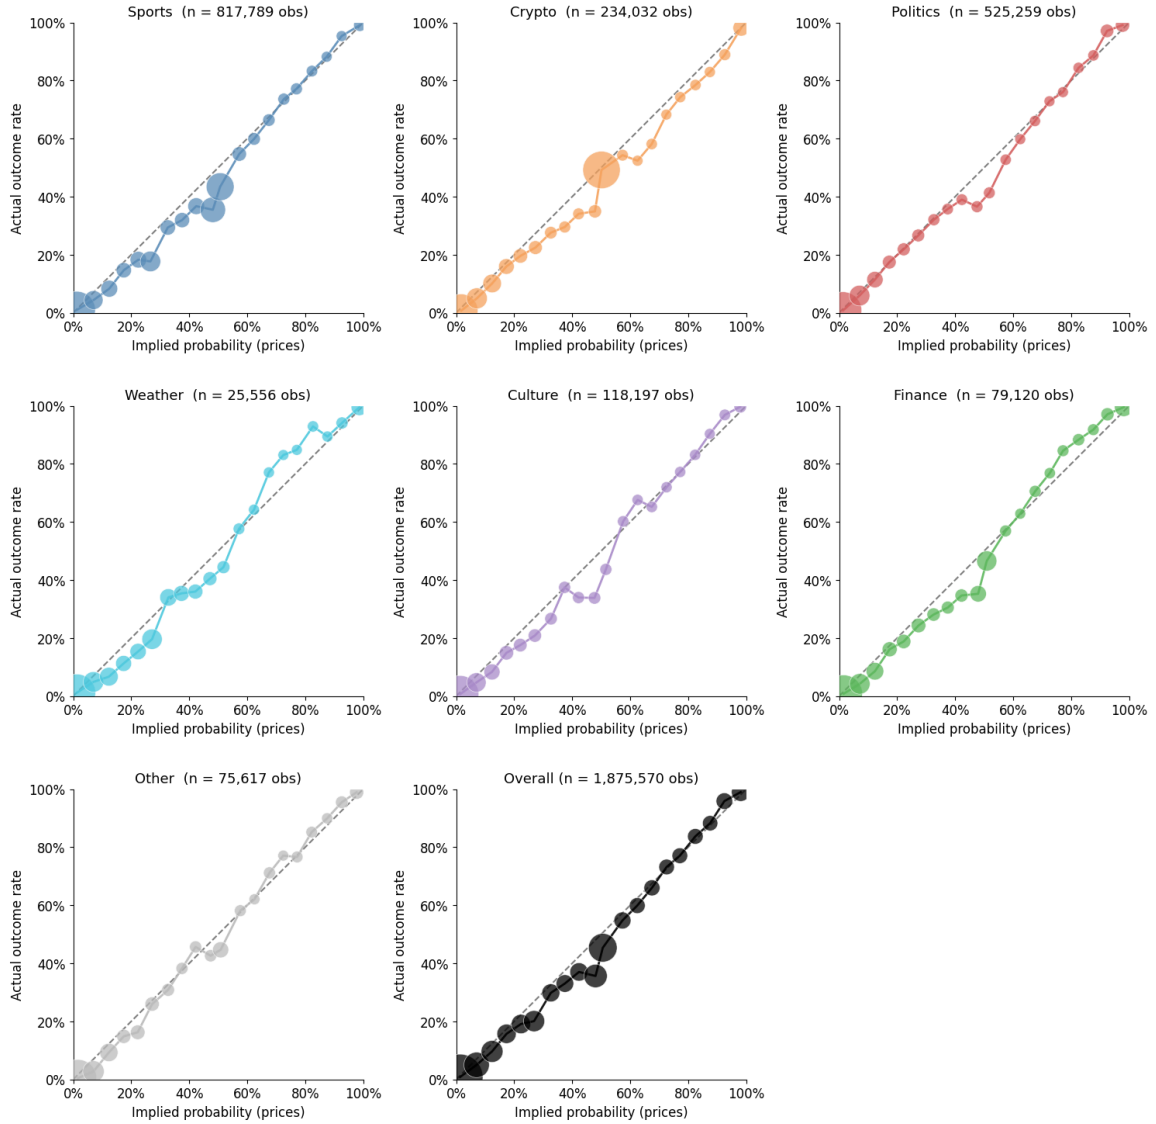 Sports  (n = 817,789 obs)
100%
80%
60%
40%
20%
0%
Actual outcome rate
0% 20% 40% 60% 80% 100%
Implied probability (prices)
Crypto  (n = 234,032 obs)
100%
80%
60%
40%
20%
0%
Actual outcome rate
0% 20% 40% 60% 80% 100%
Implied probability (prices)
Politics  (n = 525,259 obs)
100%
80%
60%
40%
20%
0%
Actual outcome rate
0% 20% 40% 60% 80% 100%
Implied probability (prices)
Weather  (n = 25,556 obs)
100%
80%
60%
40%
20%
0%
Actual outcome rate
0% 20% 40% 60% 80% 100%
Implied probability (prices)
Culture  (n = 118,197 obs)
100%
80%
60%
40%
20%
0%
Actual outcome rate
0% 20% 40% 60% 80% 100%
Implied probability (prices)
Finance  (n = 79,120 obs)
100%
80%
60%
40%
20%
0%
Actual outcome rate
0% 20% 40% 60% 80% 100%
Implied probability (prices)
Other  (n = 75,617 obs)
100%
80%
60%
40%
20%
0%
Actual outcome rate
0% 20% 40% 60% 80% 100%
Implied probability (prices)
Overall (n = 1,875,570 obs)
100%
80%
60%
40%
20%
0%
Actual outcome rate
0% 20% 40% 60% 80% 100%
Implied probability (prices)